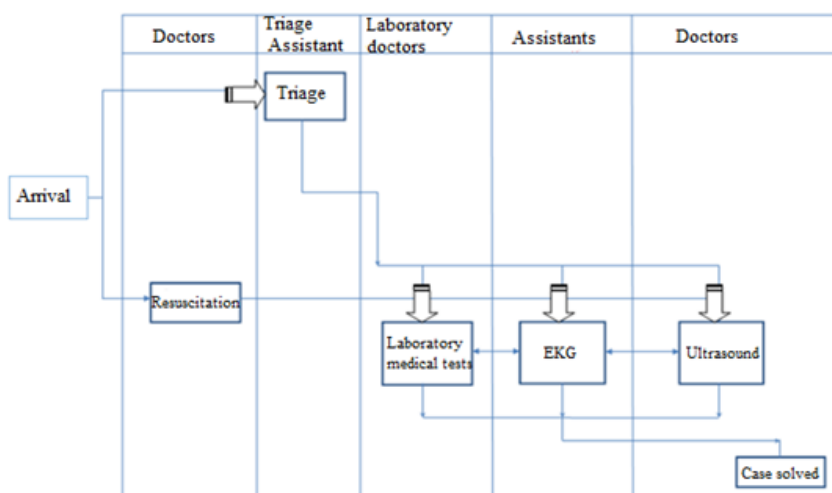 Doctors
Triage
Assistant
Laboratory
doctors
Assistants
Doctors
Triage
Arrival
Resuscitation
Laboratory
medical tests
EKG
Ultrasound
Case solved